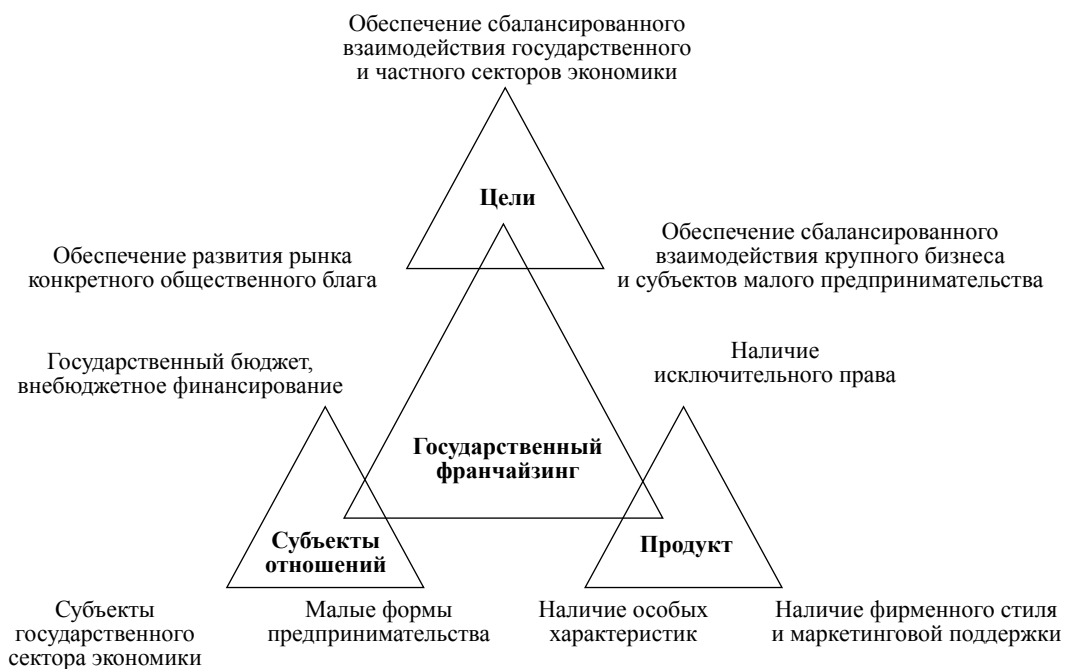 Обеспечение сбалансированного
взаимодействия государственного
и частного секторов экономики
Цели
Обеспечение развития рынка
конкретного общественного блага
Обеспечение сбалансированного
взаимодействия крупного бизнеса
и субъектов малого предпринимательства
Государственный бюджет,
внебюджетное финансирование
Наличие
исключительного права
Государственный
франчайзинг
Субъекты
отношений
Продукт
Субъекты
государственного
сектора экономики
Малые формы
предпринимательства
Наличие особых
характеристик
Наличие фирменного стиля
и маркетинговой поддержки